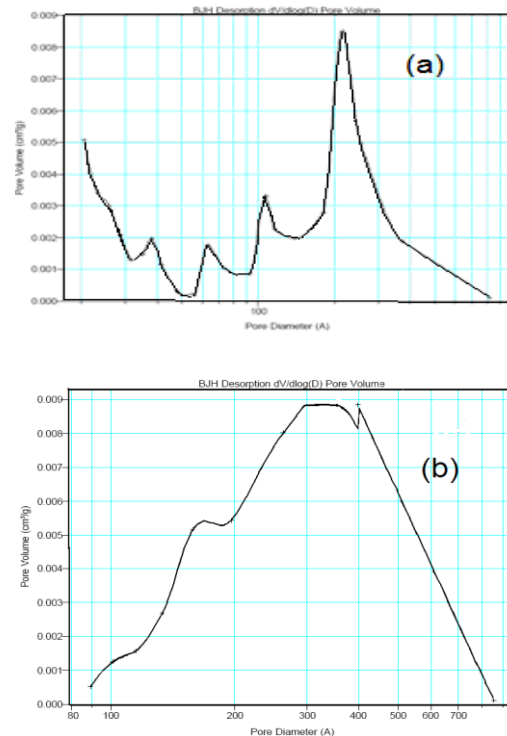 BJH Desorption dV/dlog(D) Pore Volume
(a)
Pore Volume (cm³/g)
0.009
0.008
0.007
0.006
0.005
0.004
0.003
0.002
0.001
0.000
100
Pore Diameter (A)
BJH Desorption dV/dlog(D) Pore Volume
(b)
Pore Volume (cm³/g)
0.009
0.008
0.007
0.006
0.005
0.004
0.003
0.002
0.001
0.000
80 100 200 300 400 500 600 700
Pore Diameter (A)